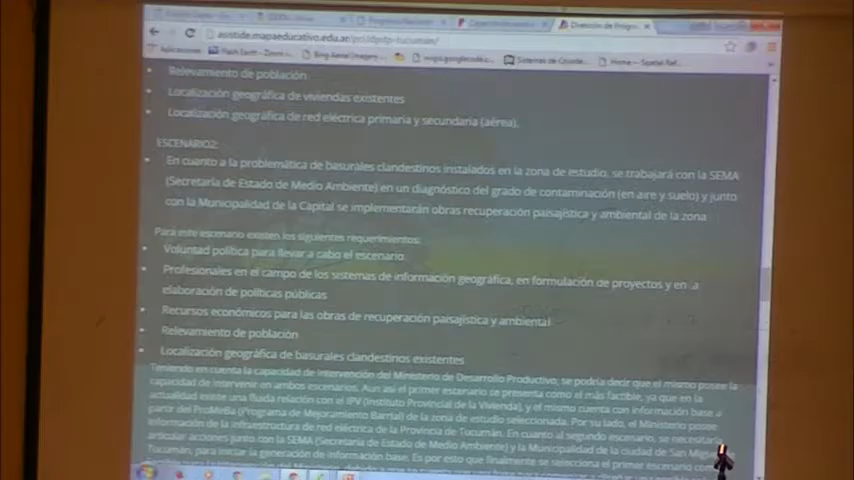 asistide.mapaeducativo.edu.ar/
Aplicaciones
Relevamiento de población
Localización geográfica de viviendas existentes
Localización geográfica de red eléctrica primaria y secundaria (aérea).
ESCENARIO2:
En cuanto a la problemática de basurales clandestinos instalados en la zona de estudio, se trabajará con la SEMA
(Secretaría de Estado de Medio Ambiente) en un diagnóstico del grado de contaminación (en aire y suelo) y junto
con la Municipalidad de la Capital se implementarán obras recuperación paisajística y ambiental de la zona
Para este escenario existen los siguientes requerimientos:
Voluntad política para llevar a cabo el escenario
Profesionales en el campo de los sistemas de información geográfica, en formulación de proyectos y en la
elaboración de políticas públicas
Recursos económicos para las obras de recuperación paisajística y ambiental
Relevamiento de población
Localización geográfica de basurales clandestinos existentes
Teniendo en cuenta la capacidad de intervención del Ministerio de Desarrollo Productivo, se podría decir que el mismo posee la
capacidad de intervenir en ambos escenarios. Aun así el primer escenario se presenta como el más factible, ya que en la
actualidad existe una fluida relación con el IPV (Instituto Provincial de la Vivienda), y el mismo cuenta con información base a
partir del ProMeBa (Programa de Mejoramiento Barrial) de la zona de estudio seleccionada. Por su lado, el Ministerio posee
información de la infraestructura de red eléctrica de la Provincia de Tucumán. En cuanto al segundo escenario, se necesitaría
articular acciones junto con la SEMA (Secretaría de Estado de Medio Ambiente) y la Municipalidad de la ciudad de San Miguel
Tucumán, para iniciar la generación de información base. Es por esto que finalmente se selecciona el primer escenario